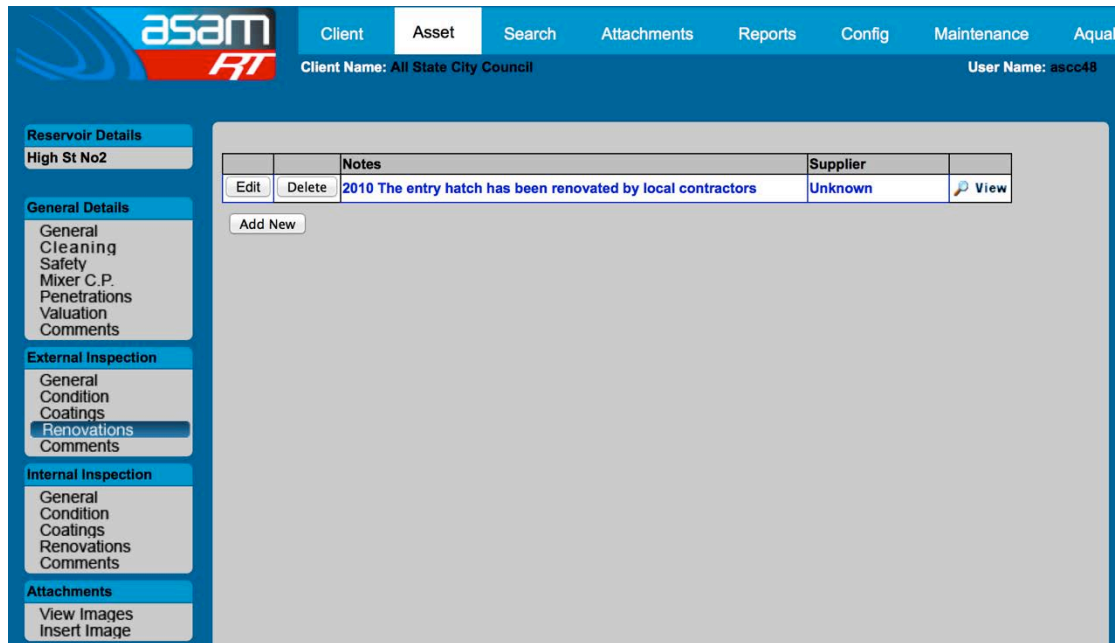 asam
RT
Client Asset Search Attachments Reports Config Maintenance
Client Name: All State City Council User Name: ascc48
Reservoir Details
High St No2
General Details
General
Cleaning
Safety
Mixer C.P.
Penetrations
Valuation
Comments
External Inspection
General
Condition
Coatings
Renovations
Comments
Internal Inspection
General
Condition
Coatings
Renovations
Comments
Attachments
View Images
Insert Image
Notes Supplier
Edit Delete 2010 The entry hatch has been renovated by local contractors Unknown View
Add New